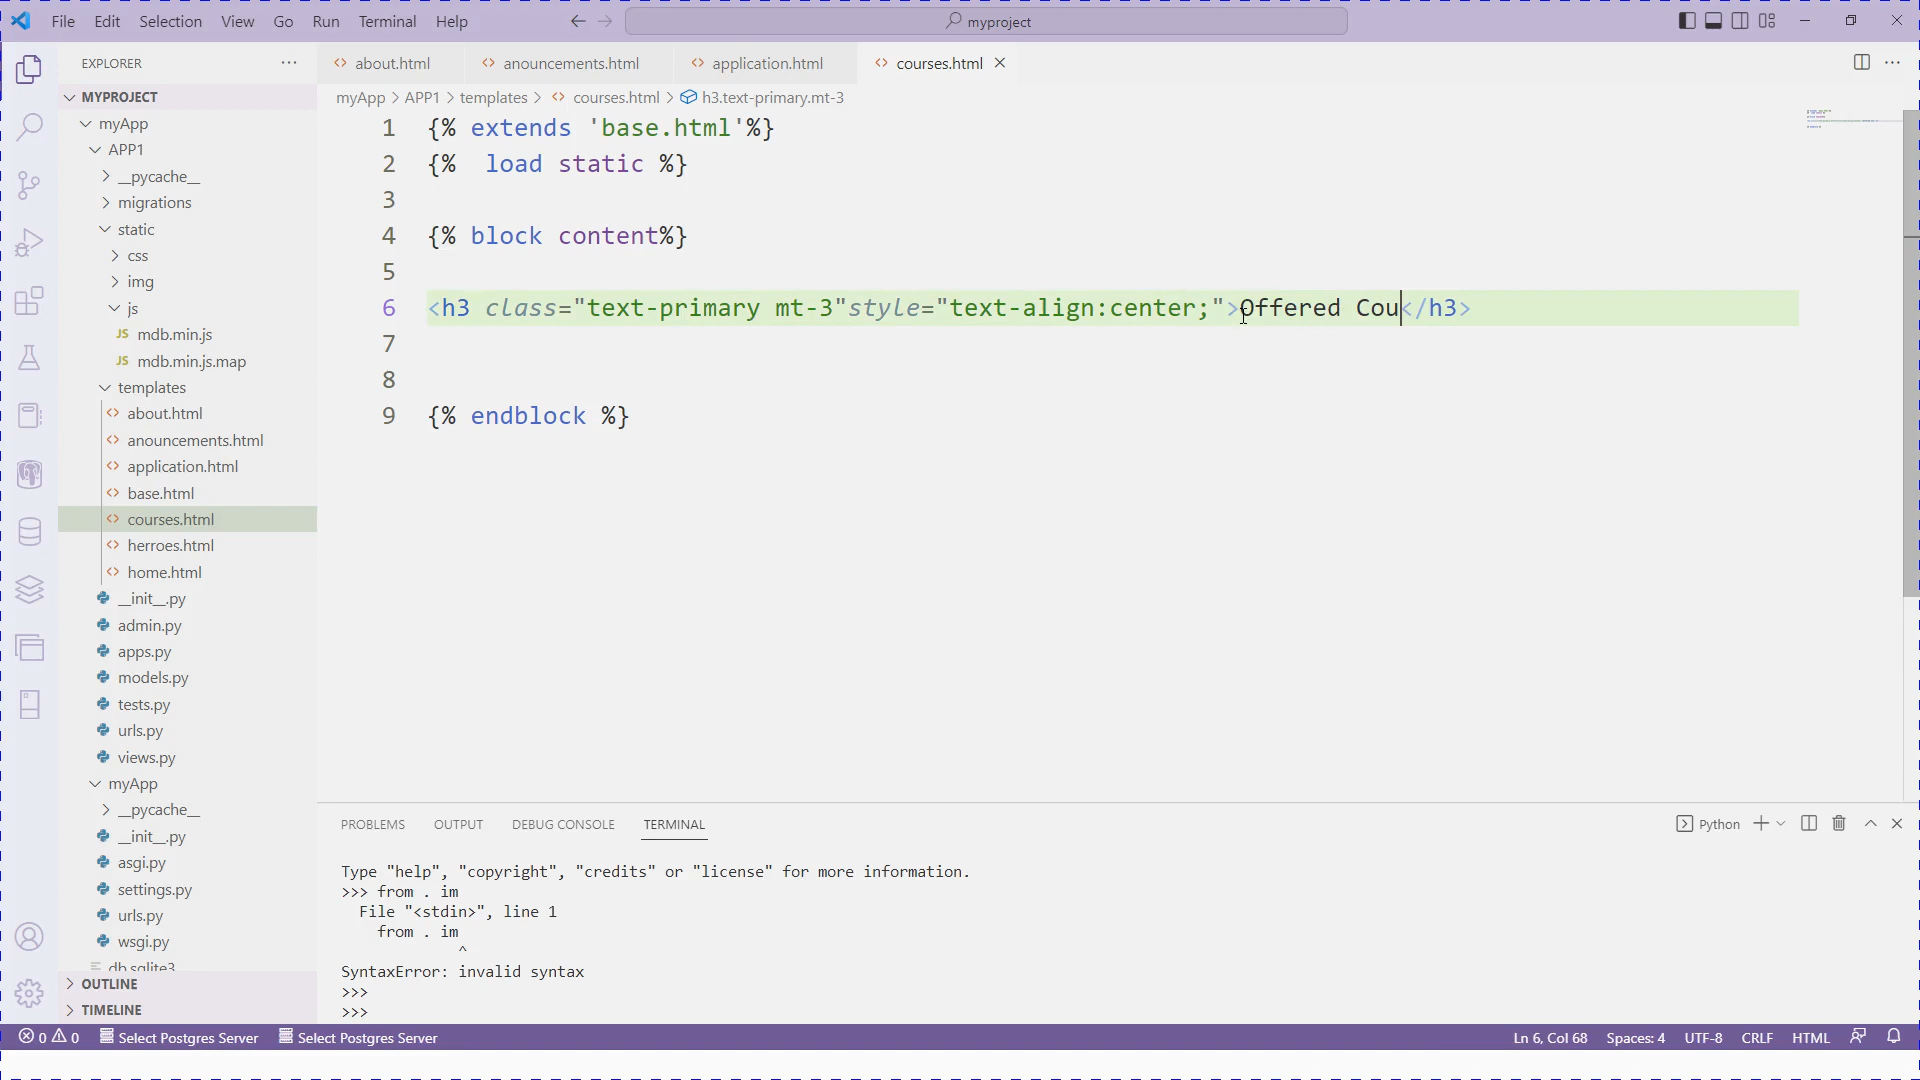 File Edit Selection View Go Run Terminal Help
myproject
EXPLORER
about.html
anouncements.html
application.html
courses.html
MYPROJECT
myApp
APP1
__pycache__
migrations
static
css
img
js
JS mdb.min.js
JS mdb.min.js.map
templates
about.html
anouncements.html
application.html
base.html
courses.html
herroes.html
home.html
__init__.py
admin.py
apps.py
models.py
tests.py
urls.py
views.py
myApp
__pycache__
__init__.py
asgi.py
settings.py
urls.py
wsgi.py
db.sqlite3
OUTLINE
TIMELINE
myApp > APP1 > templates > courses.html > h3.text-primary.mt-3
1 {% extends 'base.html'%}
2 {%  load static %}
3
4 {% block content%}
5
6 <h3 class="text-primary mt-3"style="text-align:center;">Offered Cou</h3>
7
8
9 {% endblock %}
PROBLEMS OUTPUT DEBUG CONSOLE TERMINAL
Python
Type "help", "copyright", "credits" or "license" for more information.
>>> from . im
  File "<stdin>", line 1
    from . im
             ^
SyntaxError: invalid syntax
>>>
>>>
0 0 Select Postgres Server Select Postgres Server
Ln 6, Col 68 Spaces: 4 UTF-8 CRLF HTML